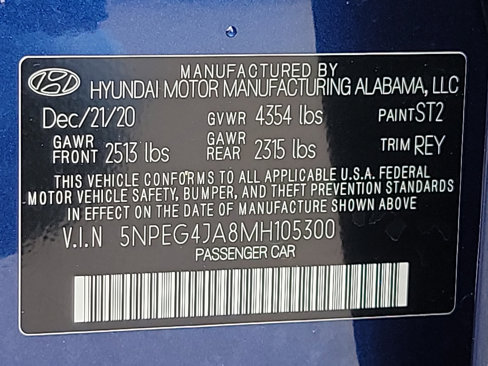 MANUFACTURED BY
HYUNDAI MOTOR MANUFACTURING ALABAMA, LLC
Dec/21/20 GVWR 4354 lbs PAINT ST2
GAWR FRONT 2513 lbs GAWR REAR 2315 lbs TRIM REY
THIS VEHICLE CONFORMS TO ALL APPLICABLE U.S.A. FEDERAL
MOTOR VEHICLE SAFETY, BUMPER, AND THEFT PREVENTION STANDARDS
IN EFFECT ON THE DATE OF MANUFACTURE SHOWN ABOVE
V.I.N 5NPEG4JA8MH105300
PASSENGER CAR